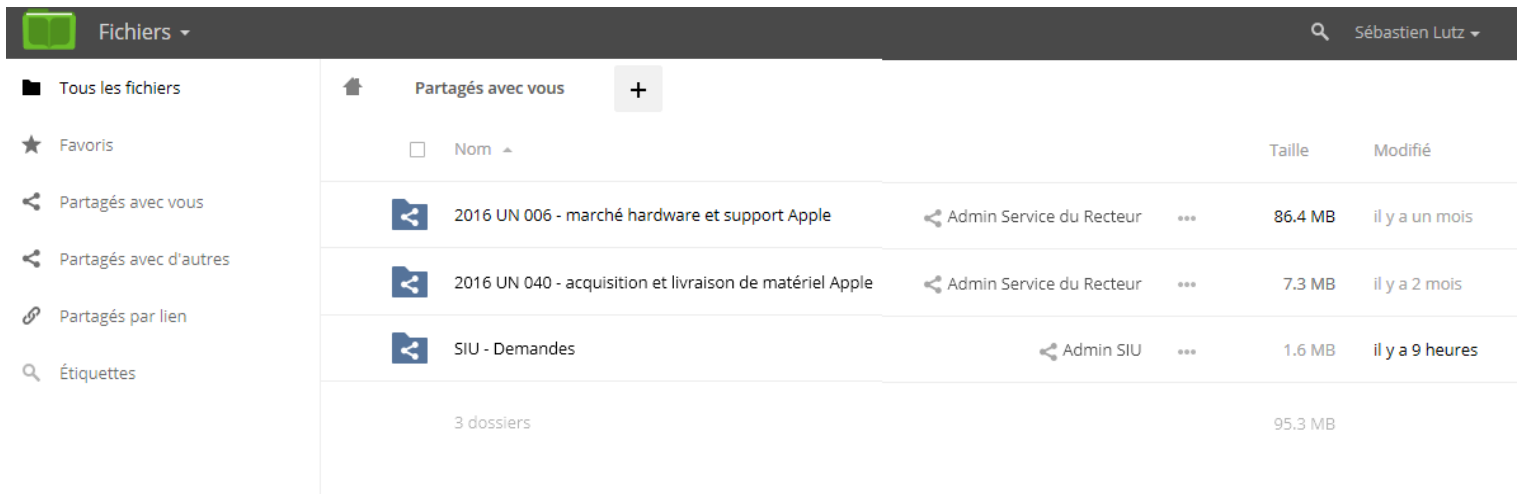 Fichiers
Sébastien Lutz
Tous les fichiers
Favoris
Partagés avec vous
Partagés avec d'autres
Partagés par lien
Étiquettes
Partagés avec vous +
Nom Taille Modifié
2016 UN 006 - marché hardware et support Apple Admin Service du Recteur ••• 86.4 MB il y a un mois
2016 UN 040 - acquisition et livraison de matériel Apple Admin Service du Recteur ••• 7.3 MB il y a 2 mois
SIU - Demandes Admin SIU ••• 1.6 MB il y a 9 heures
3 dossiers 95.3 MB